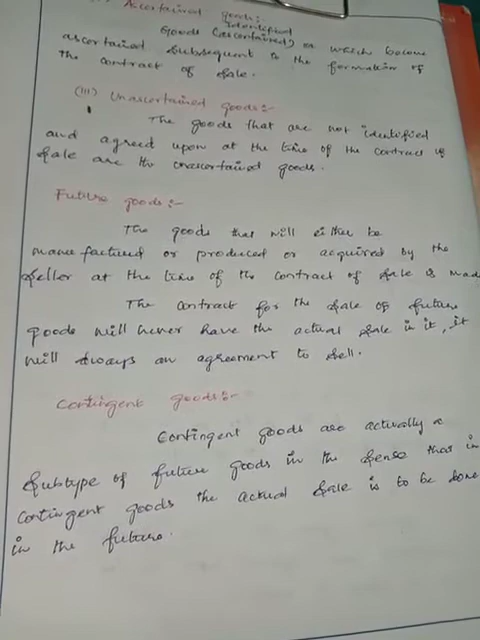 Ascertained goods:
identified
Goods (ascertained) or which become
ascertained subsequent to the formation of
the contract of sale.
(III) Unascertained goods:-
The goods that are not identified
and agreed upon at the time of the contract of
sale are the unascertained goods.
Future goods:-
The goods that will either be
manufactured or produced or acquired by the
seller at the time of the contract of sale is mad
The contract for the sale of future
goods will never have the actual sale in it, it
will always an agreement to sell.
Contingent goods:-
Contingent goods are actually a
subtype of future goods in the sense that in
contingent goods the actual sale is to be done
in the future.